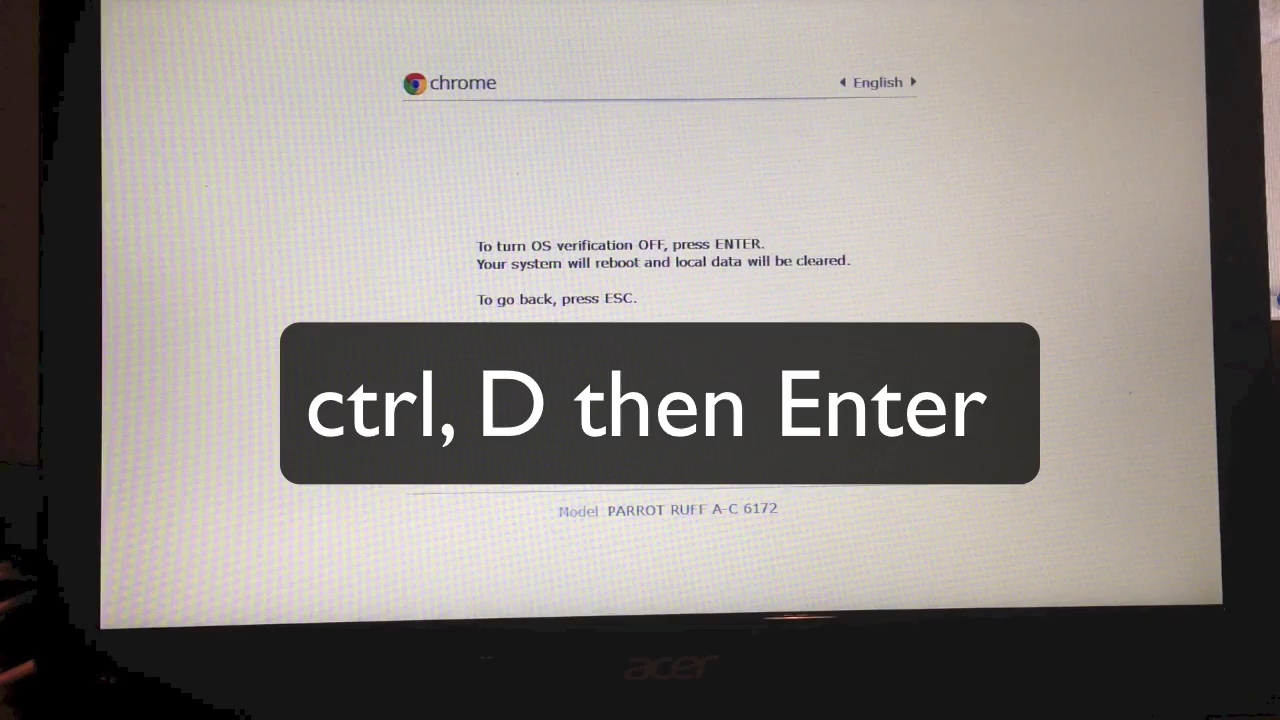 chrome
English
To turn OS verification OFF, press ENTER.
Your system will reboot and local data will be cleared.
To go back, press ESC.
ctrl, D then Enter
Model PARROT RUFF A-C 6172
acer